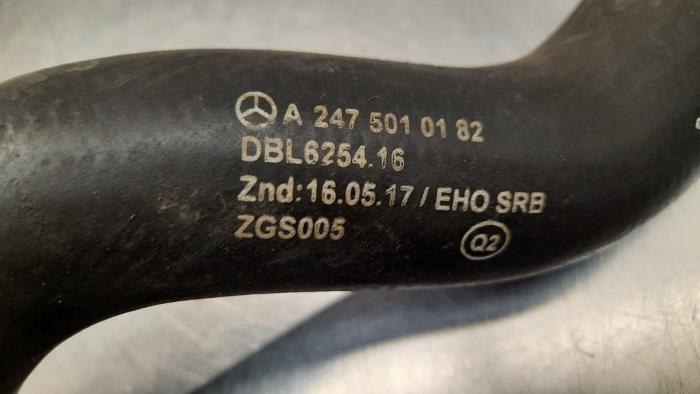 A 247 501 01 82
DBL6254.16
Znd:16.05.17 / EHO SRB
ZGS005
Q2